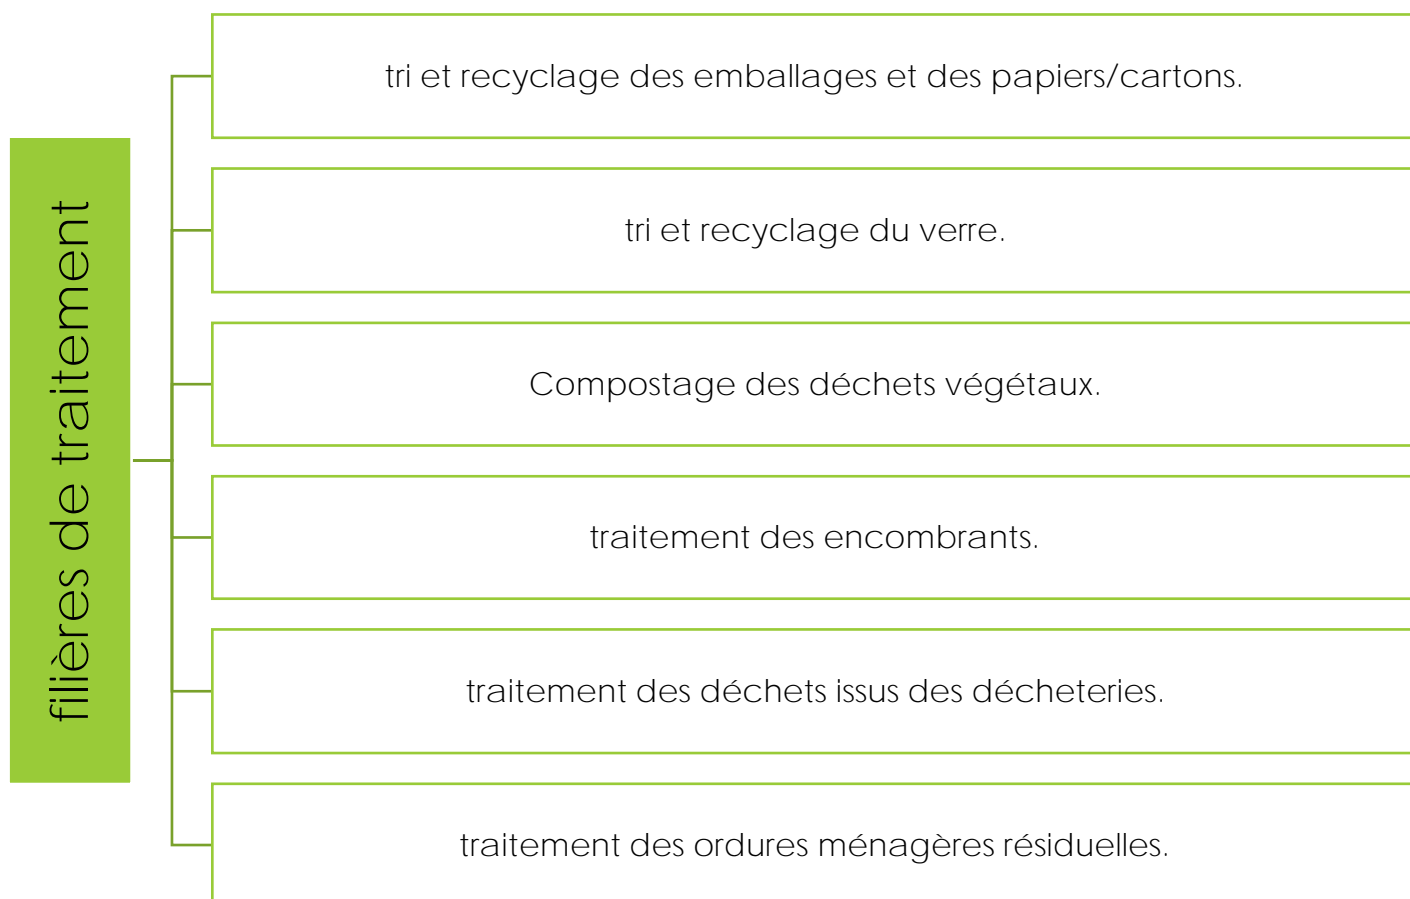 filières de traitement
tri et recyclage des emballages et des papiers/cartons.
tri et recyclage du verre.
Compostage des déchets végétaux.
traitement des encombrants.
traitement des déchets issus des décheteries.
traitement des ordures ménagères résiduelles.